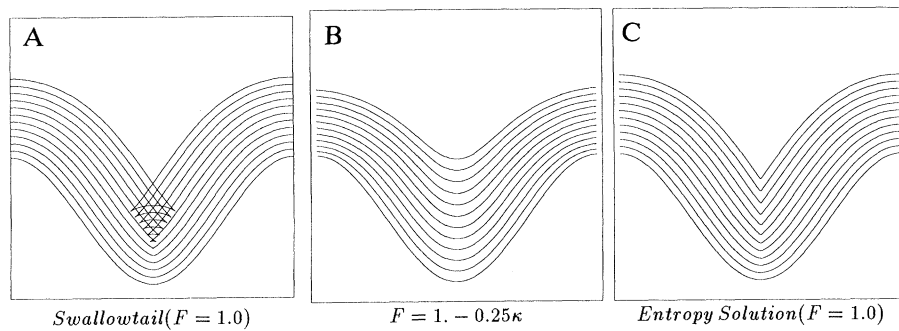 A
B
C
Swallowtail(F = 1.0)
F = 1. − 0.25κ
Entropy Solution(F = 1.0)